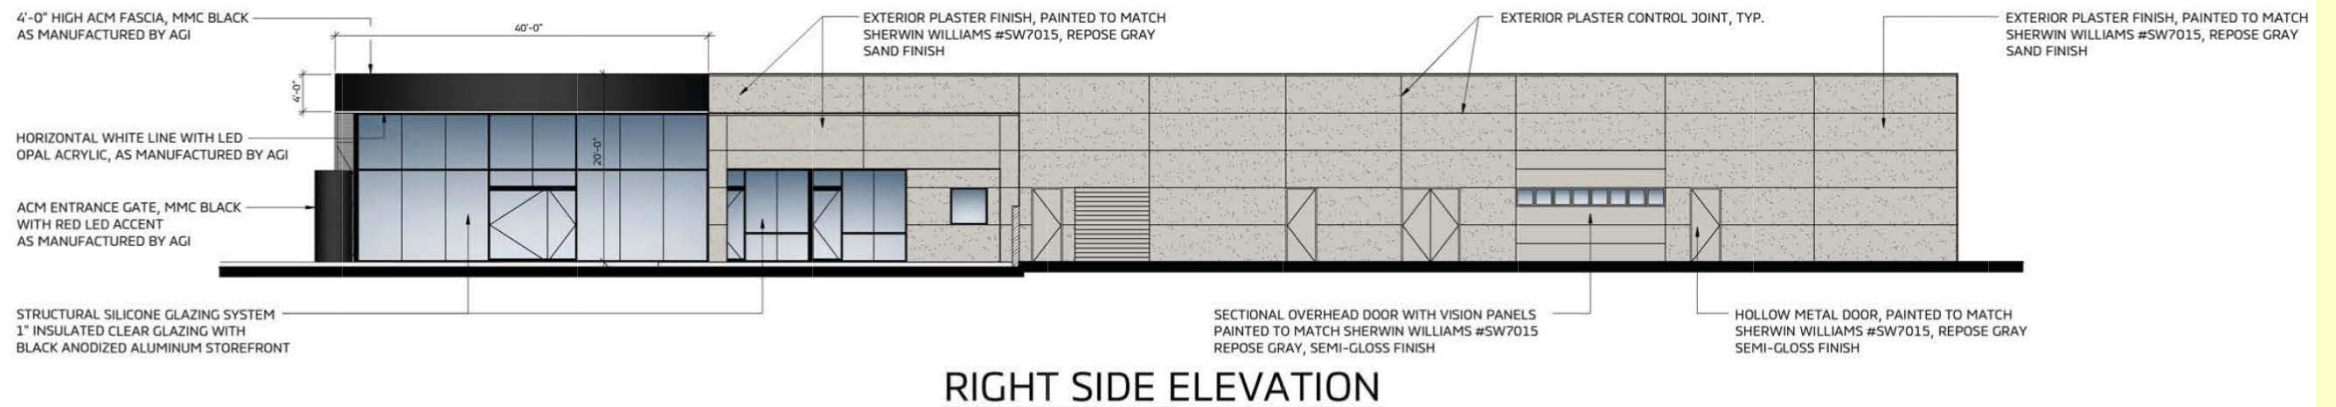 4'-0" HIGH ACM FASCIA, MMC BLACK
AS MANUFACTURED BY AGI
40'-0"
EXTERIOR PLASTER FINISH, PAINTED TO MATCH
SHERWIN WILLIAMS #SW7015, REPOSE GRAY
SAND FINISH
EXTERIOR PLASTER CONTROL JOINT, TYP.
EXTERIOR PLASTER FINISH, PAINTED TO MATCH
SHERWIN WILLIAMS #SW7015, REPOSE GRAY
SAND FINISH
4'-0"
HORIZONTAL WHITE LINE WITH LED
OPAL ACRYLIC, AS MANUFACTURED BY AGI
20'-0"
ACM ENTRANCE GATE, MMC BLACK
WITH RED LED ACCENT
AS MANUFACTURED BY AGI
STRUCTURAL SILICONE GLAZING SYSTEM
1" INSULATED CLEAR GLAZING WITH
BLACK ANODIZED ALUMINUM STOREFRONT
SECTIONAL OVERHEAD DOOR WITH VISION PANELS
PAINTED TO MATCH SHERWIN WILLIAMS #SW7015
REPOSE GRAY, SEMI-GLOSS FINISH
HOLLOW METAL DOOR, PAINTED TO MATCH
SHERWIN WILLIAMS #SW7015, REPOSE GRAY
SEMI-GLOSS FINISH
RIGHT SIDE ELEVATION